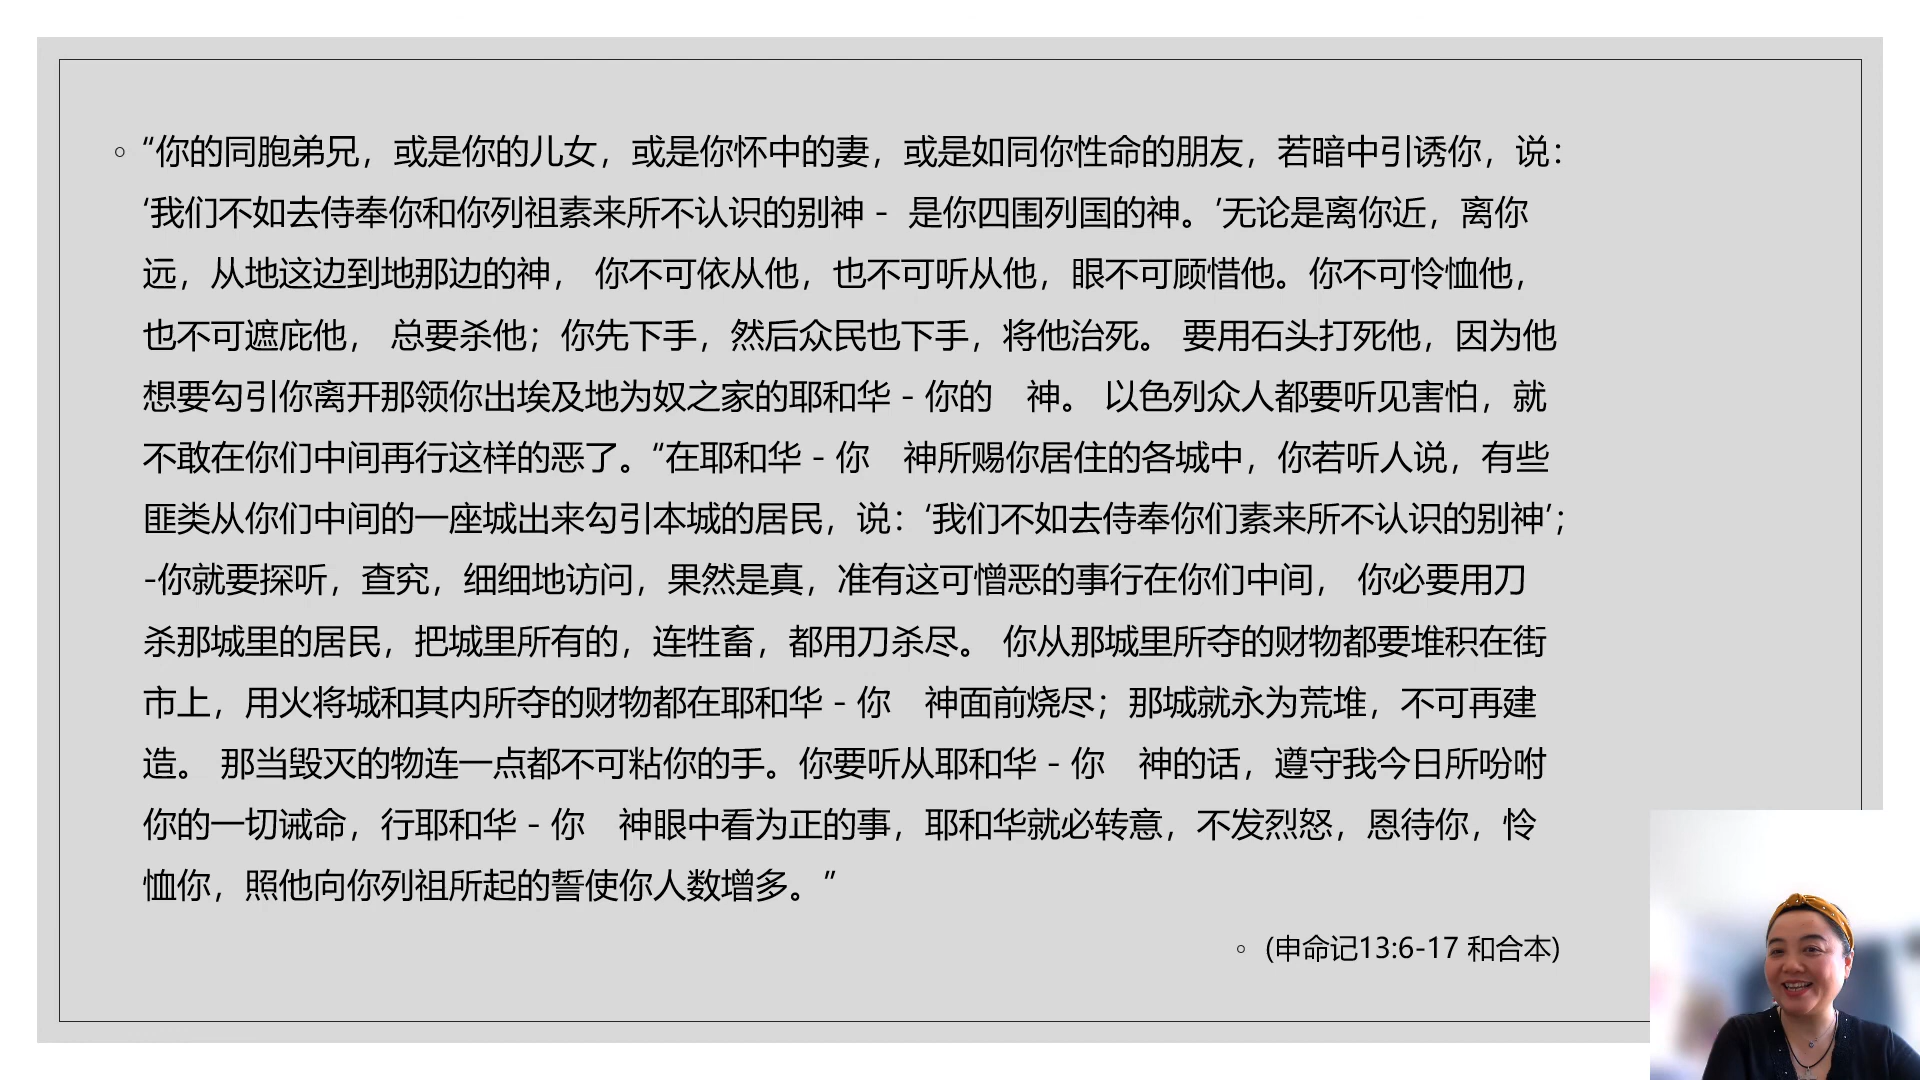 “你的同胞弟兄，或是你的儿女，或是你怀中的妻，或是如同你性命的朋友，若暗中引诱你，说：
‘我们不如去侍奉你和你列祖素来所不认识的别神 - 是你四围列国的神。’无论是离你近，离你
远，从地这边到地那边的神， 你不可依从他，也不可听从他，眼不可顾惜他。你不可怜恤他，
也不可遮庇他， 总要杀他；你先下手，然后众民也下手，将他治死。 要用石头打死他，因为他
想要勾引你离开那领你出埃及地为奴之家的耶和华 - 你的　神。 以色列众人都要听见害怕，就
不敢在你们中间再行这样的恶了。“在耶和华 - 你　神所赐你居住的各城中，你若听人说，有些
匪类从你们中间的一座城出来勾引本城的居民，说：‘我们不如去侍奉你们素来所不认识的别神’；
-你就要探听，查究，细细地访问，果然是真，准有这可憎恶的事行在你们中间， 你必要用刀
杀那城里的居民，把城里所有的，连牲畜，都用刀杀尽。 你从那城里所夺的财物都要堆积在街
市上，用火将城和其内所夺的财物都在耶和华 - 你　神面前烧尽；那城就永为荒堆，不可再建
造。 那当毁灭的物连一点都不可粘你的手。你要听从耶和华 - 你　神的话，遵守我今日所吩咐
你的一切诫命，行耶和华 - 你　神眼中看为正的事，耶和华就必转意，不发烈怒，恩待你，怜
恤你，照他向你列祖所起的誓使你人数增多。”
(申命记13:6-17 和合本)